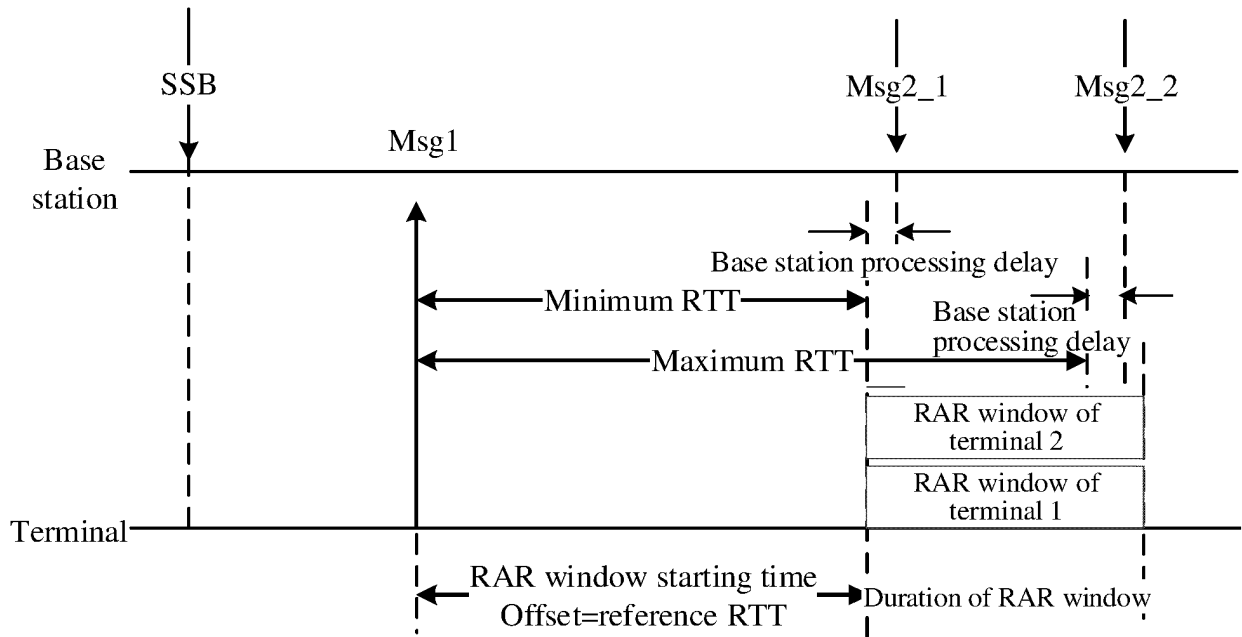 SSB
Msg2_1
Msg2_2
Msg1
Base
station
Base station processing delay
Minimum RTT
Base station
processing delay
Maximum RTT
RAR window of
terminal 2
RAR window of
terminal 1
Terminal
RAR window starting time
Offset=reference RTT
Duration of RAR window